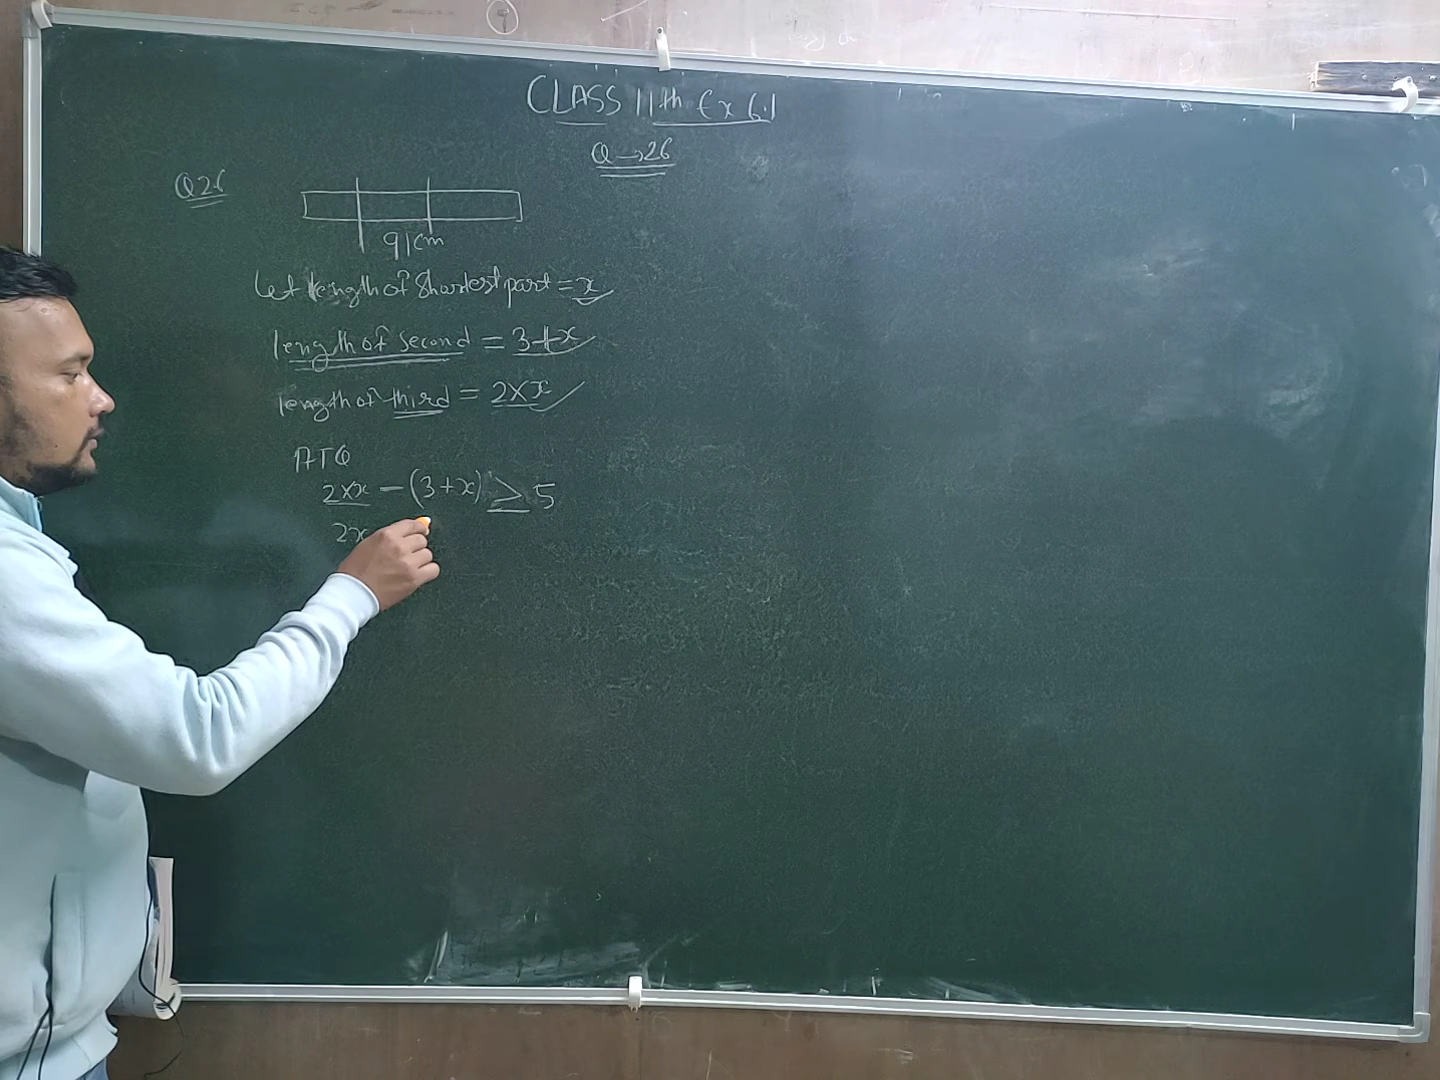 CLASS 11th Ex 6.1
Q→26
Q26
91cm
Let length of Shortest part = x
length of second = 3+x
length of third = 2×x
ATQ
2×x − (3+x) ≥ 5
2x